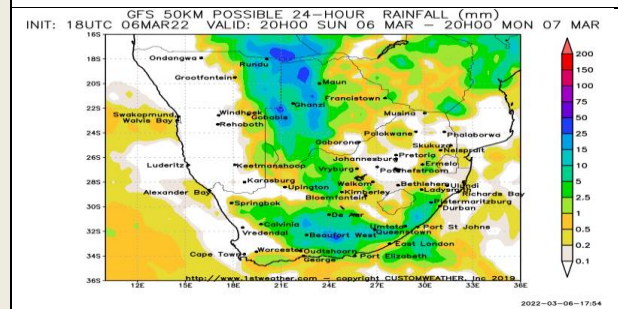 GFS 50KM POSSIBLE 24-HOUR RAINFALL (mm)
INIT: 18UTC 06MAR22 VALID: 20H00 SUN 06 MAR - 20H00 MON 07 MAR
16S
18S
20S
22S
24S
26S
28S
30S
32S
34S
36S
Ondangwa
Rundu
Grootfontein
Maun
Francistown
Ghanzi
Windhoek
Gobabis
Swakopmund
Walvis Bay
Rehoboth
Musina
Polokwane
Phalaborwa
Gaborone
Skukuza
Pretoria
Nelspruit
Johannesburg
Ermelo
Luderitz
Keetmanshoop
Vryburg
Potchefstroom
Karasburg
Upington
Welkom
Bethlehem
Ulundi
Ladysmith
Richards Bay
Alexander Bay
Kimberley
Bloemfontein
Springbok
Pietermaritzburg
Durban
De Aar
Calvinia
Umtata
Port St Johns
Vredendal
Beaufort West
Queenstown
East London
Worcester
Oudtshoorn
Cape Town
George
Port Elizabeth
http://www.1stweather.com - copyright CUSTOMWEATHER, Inc 2019
12E 15E 18E 21E 24E 27E 30E 33E 36E
200
150
100
75
50
25
15
10
5
2.5
1
0.5
0.2
0.1
2022-03-06-17:54